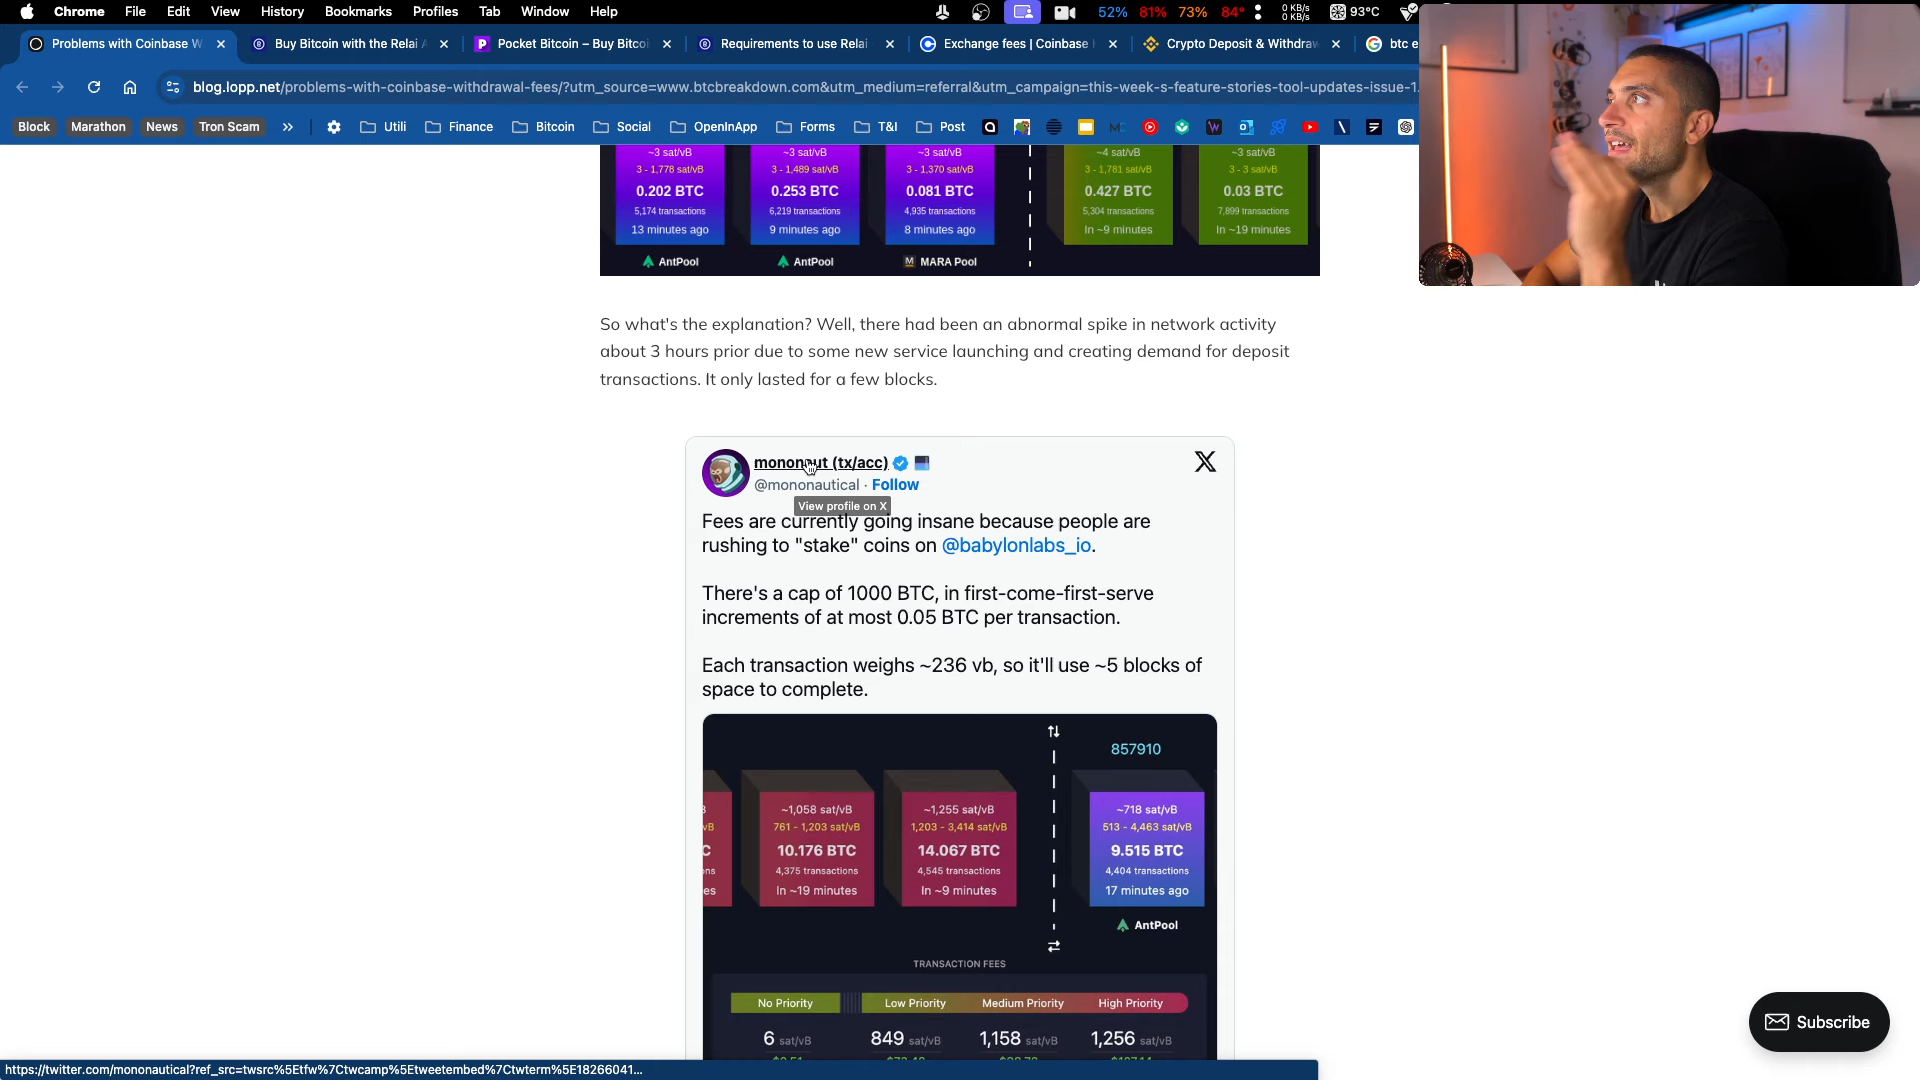 Chrome File Edit View History Bookmarks Profiles Tab Window Help
52% 81% 73% 84° 0 KB/s 0 KB/s 93°C
Problems with Coinbase W
Buy Bitcoin with the Relai A
Pocket Bitcoin – Buy Bitcoi
Requirements to use Relai
Exchange fees | Coinbase H
Crypto Deposit & Withdraw
btc e
blog.lopp.net/problems-with-coinbase-withdrawal-fees/?utm_source=www.btcbreakdown.com&utm_medium=referral&utm_campaign=this-week-s-feature-stories-tool-updates-issue-1
Block Marathon News Tron Scam » Utili Finance Bitcoin Social OpenInApp Forms T&I Post
~3 sat/vB ~3 sat/vB ~3 sat/vB ~4 sat/vB ~3 sat/vB
3 - 1,778 sat/vB 3 - 1,489 sat/vB 3 - 1,370 sat/vB 3 - 1,781 sat/vB 3 - 3 sat/vB
0.202 BTC 0.253 BTC 0.081 BTC 0.427 BTC 0.03 BTC
5,174 transactions 6,219 transactions 4,935 transactions 5,304 transactions 7,899 transactions
13 minutes ago 9 minutes ago 8 minutes ago In ~9 minutes In ~19 minutes
AntPool AntPool MARA Pool
So what's the explanation? Well, there had been an abnormal spike in network activity
about 3 hours prior due to some new service launching and creating demand for deposit
transactions. It only lasted for a few blocks.
mononaut (tx/acc)
@mononautical · Follow
View profile on X
Fees are currently going insane because people are
rushing to "stake" coins on @babylonlabs_io.
There's a cap of 1000 BTC, in first-come-first-serve
increments of at most 0.05 BTC per transaction.
Each transaction weighs ~236 vb, so it'll use ~5 blocks of
space to complete.
857910
~1,058 sat/vB ~1,255 sat/vB ~718 sat/vB
vB 761 - 1,203 sat/vB 1,203 - 3,414 sat/vB 513 - 4,463 sat/vB
C 10.176 BTC 14.067 BTC 9.515 BTC
ns 4,375 transactions 4,545 transactions 4,404 transactions
es In ~19 minutes In ~9 minutes 17 minutes ago
AntPool
TRANSACTION FEES
No Priority Low Priority Medium Priority High Priority
6 sat/vB 849 sat/vB 1,158 sat/vB 1,256 sat/vB
Subscribe
https://twitter.com/mononautical?ref_src=twsrc%5Etfw%7Ctwcamp%5Etweetembed%7Ctwterm%5E18266041...